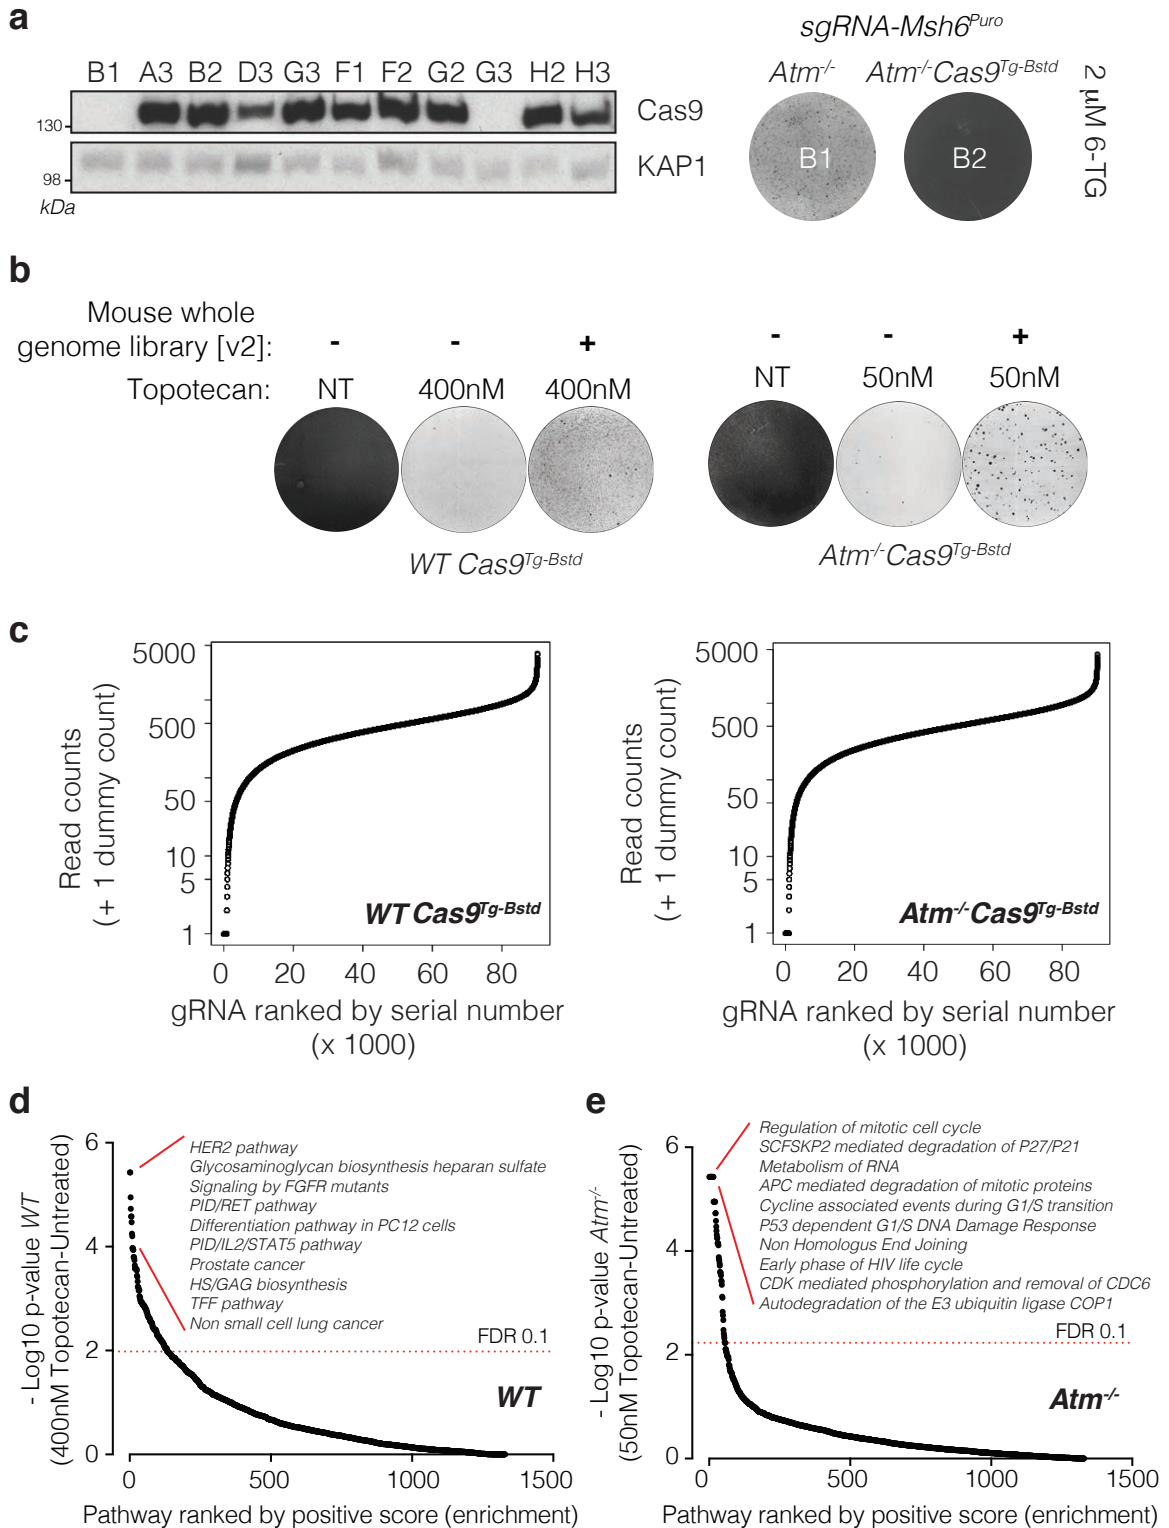 a
sgRNA-Msh6^Puro
B1 A3 B2 D3 G3 F1 F2 G2 G3 H2 H3
Atm-/- Atm-/-Cas9^Tg-Bstd
130
Cas9
98
KAP1
kDa
B1
B2
2 µM 6-TG
b
Mouse whole
genome library [v2]: - - + - - +
Topotecan: NT 400nM 400nM NT 50nM 50nM
WT Cas9^Tg-Bstd
Atm-/-Cas9^Tg-Bstd
c
Read counts
(+ 1 dummy count)
5000
500
50
10
5
1
WT Cas9^Tg-Bstd
0 20 40 60 80
gRNA ranked by serial number
(x 1000)
Read counts
(+ 1 dummy count)
5000
500
50
10
5
1
Atm-/-Cas9^Tg-Bstd
0 20 40 60 80
gRNA ranked by serial number
(x 1000)
d
- Log10 p-value WT
(400nM Topotecan-Untreated)
6
4
2
0
HER2 pathway
Glycosaminoglycan biosynthesis heparan sulfate
Signaling by FGFR mutants
PID/RET pathway
Differentiation pathway in PC12 cells
PID/IL2/STAT5 pathway
Prostate cancer
HS/GAG biosynthesis
TFF pathway
Non small cell lung cancer
FDR 0.1
WT
0 500 1000 1500
Pathway ranked by positive score (enrichment)
e
- Log10 p-value Atm-/-
(50nM Topotecan-Untreated)
6
4
2
0
Regulation of mitotic cell cycle
SCFSKP2 mediated degradation of P27/P21
Metabolism of RNA
APC mediated degradation of mitotic proteins
Cycline associated events during G1/S transition
P53 dependent G1/S DNA Damage Response
Non Homologus End Joining
Early phase of HIV life cycle
CDK mediated phosphorylation and removal of CDC6
Autodegradation of the E3 ubiquitin ligase COP1
FDR 0.1
Atm-/-
0 500 1000 1500
Pathway ranked by positive score (enrichment)